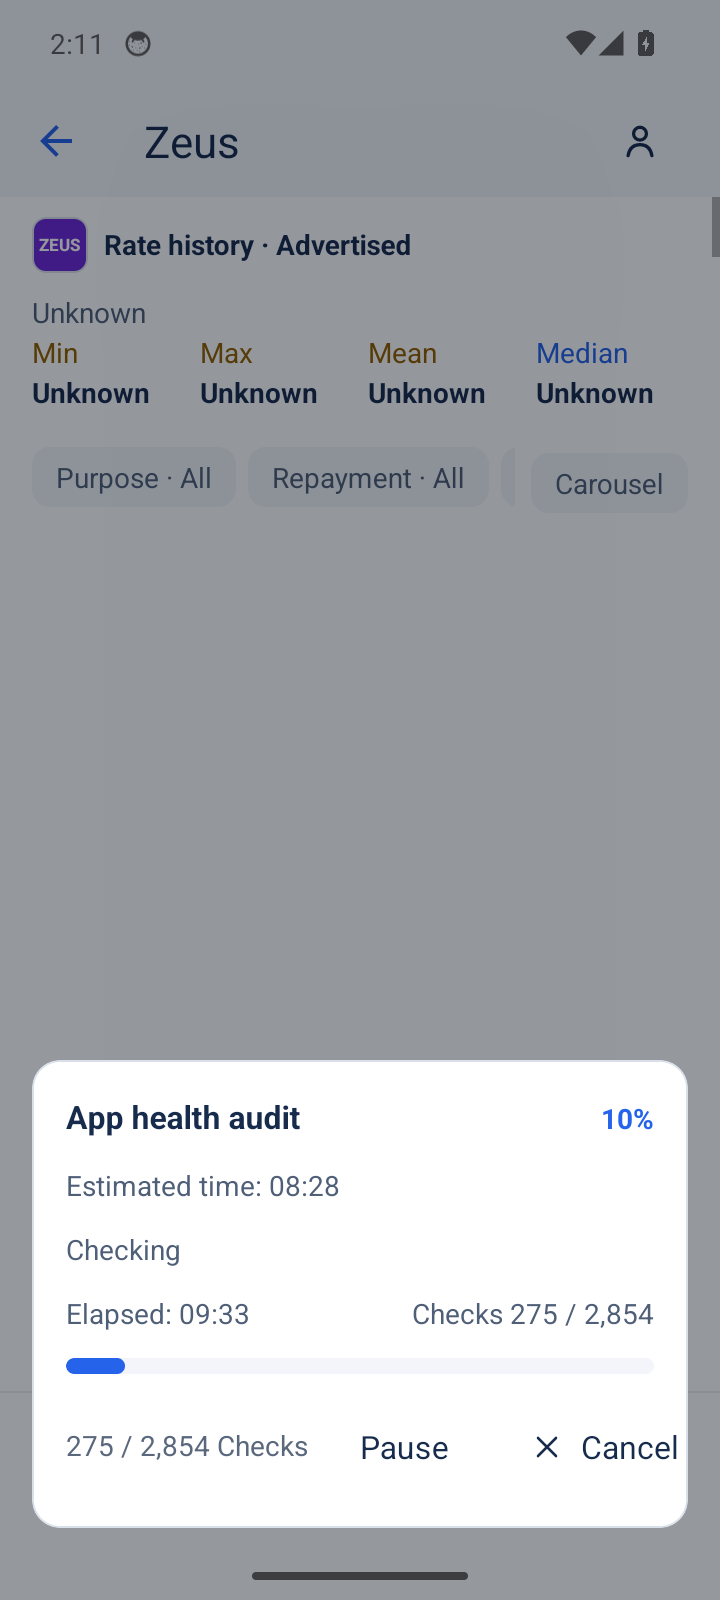 2:11
Zeus
ZEUS Rate history · Advertised
Unknown
Min Max Mean Median
Unknown Unknown Unknown Unknown
Purpose · All Repayment · All Carousel
App health audit 10%
Estimated time: 08:28
Checking
Elapsed: 09:33 Checks 275 / 2,854
275 / 2,854 Checks Pause Cancel